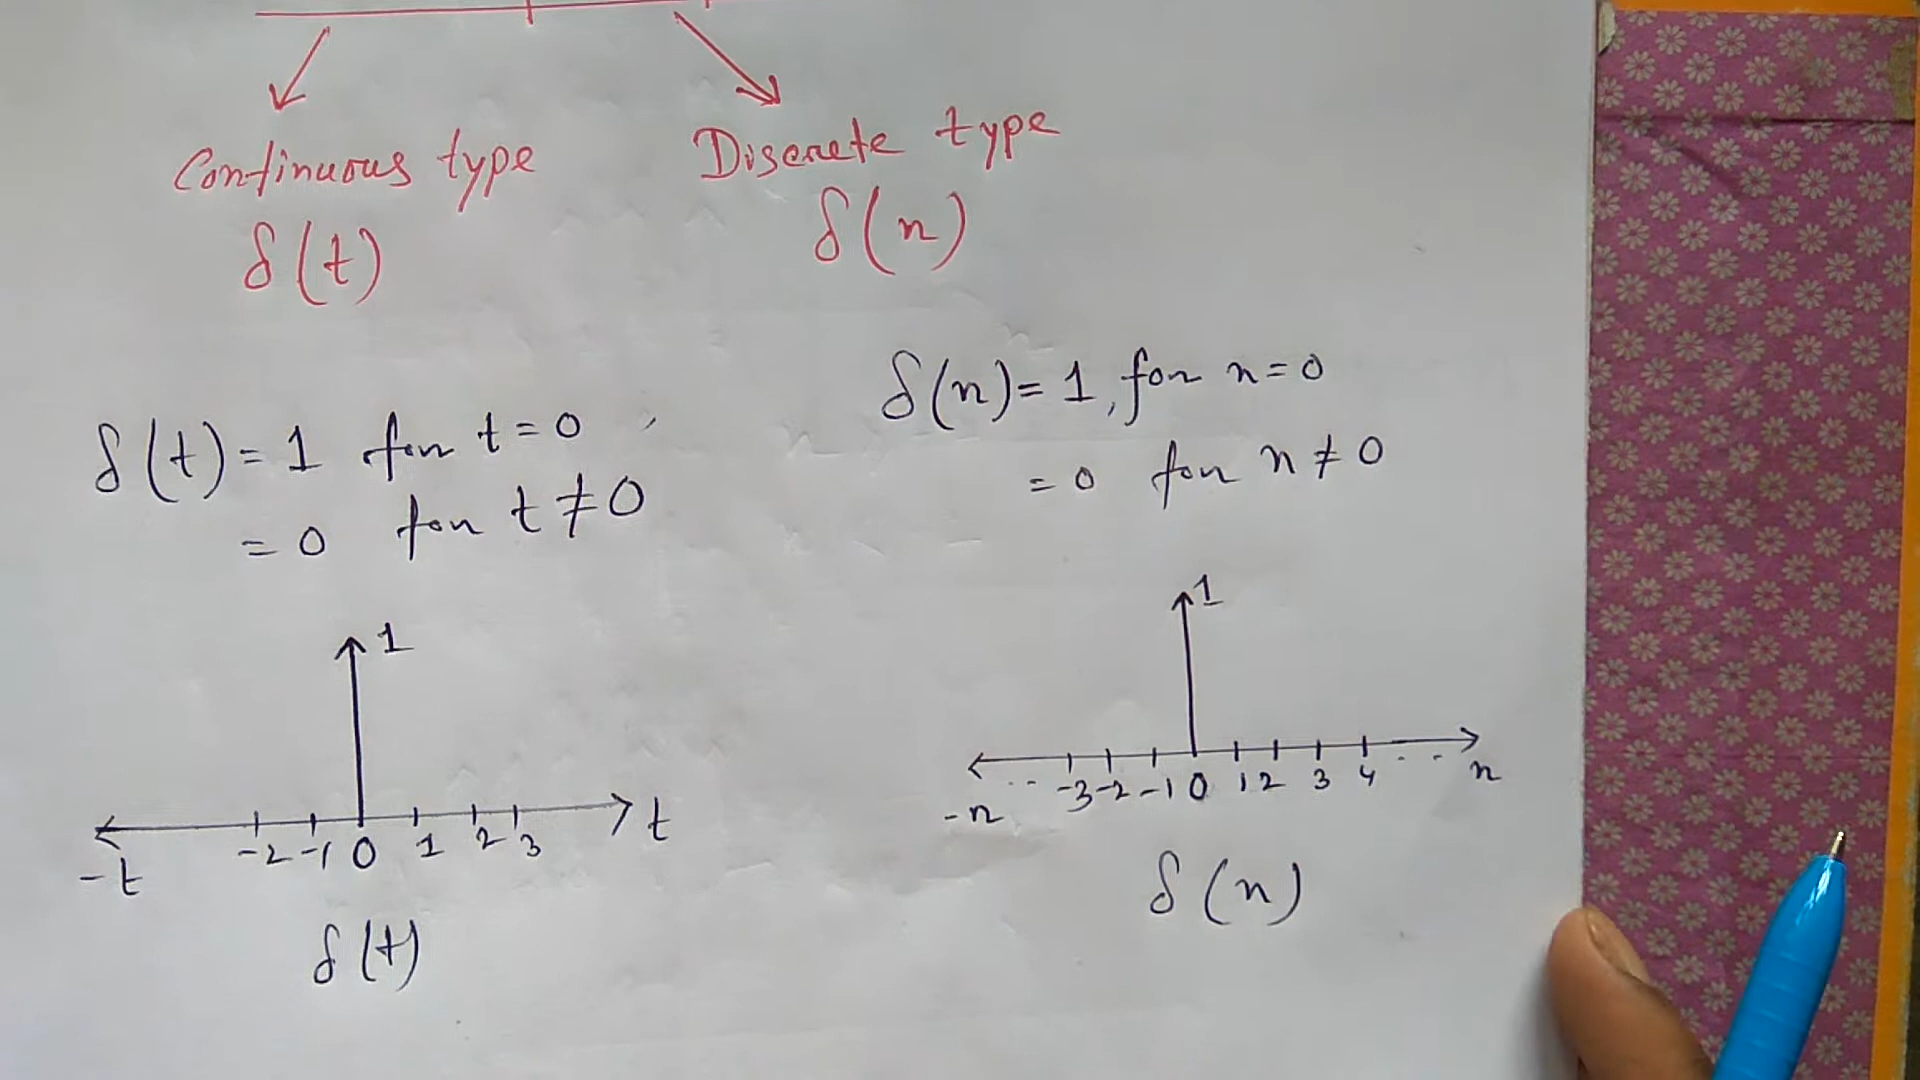 Continuous type
δ(t)
Discrete type
δ(n)
δ(t) = 1 for t = 0
= 0 for t ≠ 0
δ(n) = 1, for n = 0
= 0 for n ≠ 0
1
-2 -1 0 1 2 3
-t
t
δ(t)
1
.. -3 -2 -1 0 1 2 3 4 ...
-n
n
δ(n)